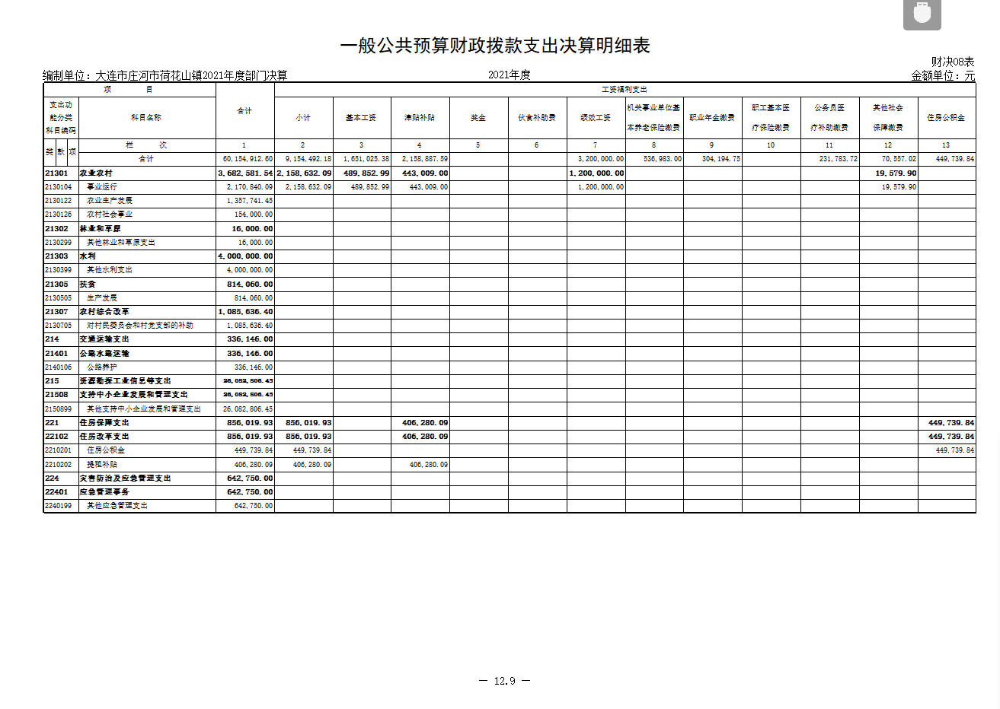 一般公共预算财政拨款支出决算明细表
财决08表
编制单位：大连市庄河市荷花山镇2021年度部门决算 2021年度 金额单位：元
项 目 合计 工资福利支出
支出功能分类科目编码 科目名称 小计 基本工资 津贴补贴 奖金 伙食补助费 绩效工资 机关事业单位基本养老保险缴费 职业年金缴费 职工基本医疗保险缴费 公务员医疗补助缴费 其他社会保障缴费 住房公积金
类 款 项 栏 次 1 2 3 4 5 6 7 8 9 10 11 12 13
合计 60,154,912.60 9,154,492.18 1,651,025.38 2,158,887.59 3,200,000.00 536,983.00 304,194.75 231,783.72 70,557.02 449,739.84
21301 农业农村 3,682,581.54 2,158,632.09 489,852.99 443,009.00 1,200,000.00 19,579.90
2130104 事业运行 2,170,840.09 2,158,632.09 489,852.99 443,009.00 1,200,000.00 19,579.90
2130122 农业生产发展 1,357,741.45
2130126 农村社会事业 154,000.00
21302 林业和草原 16,000.00
2130299 其他林业和草原支出 16,000.00
21303 水利 4,000,000.00
2130399 其他水利支出 4,000,000.00
21305 扶贫 814,060.00
2130505 生产发展 814,060.00
21307 农村综合改革 1,085,636.40
2130705 对村民委员会和村党支部的补助 1,085,636.40
214 交通运输支出 336,146.00
21401 公路水路运输 336,146.00
2140106 公路养护 336,146.00
215 资源勘探工业信息等支出 26,082,806.45
21508 支持中小企业发展和管理支出 26,082,806.45
2150899 其他支持中小企业发展和管理支出 26,082,806.45
221 住房保障支出 856,019.93 856,019.93 406,280.09 449,739.84
22102 住房改革支出 856,019.93 856,019.93 406,280.09 449,739.84
2210201 住房公积金 449,739.84 449,739.84 449,739.84
2210202 提租补贴 406,280.09 406,280.09 406,280.09
224 灾害防治及应急管理支出 642,750.00
22401 应急管理事务 642,750.00
2240199 其他应急管理支出 642,750.00
— 12.9 —